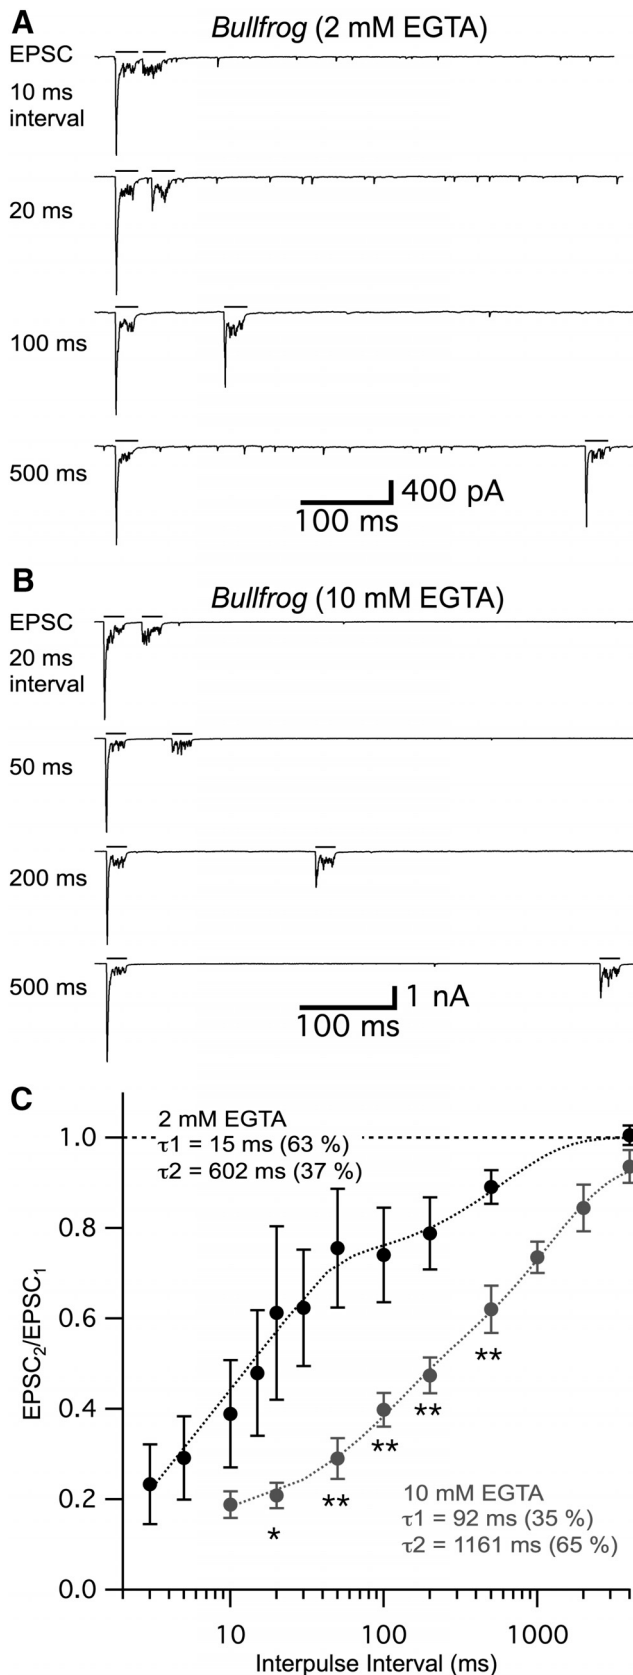 A
Bullfrog (2 mM EGTA)
EPSC
10 ms
interval
20 ms
100 ms
500 ms
400 pA
100 ms
B
Bullfrog (10 mM EGTA)
EPSC
20 ms
interval
50 ms
200 ms
500 ms
1 nA
100 ms
C
2 mM EGTA
τ1 = 15 ms (63 %)
τ2 = 602 ms (37 %)
1.0
0.8
0.6
0.4
0.2
0.0
EPSC₂/EPSC₁
**
**
**
**
*
10 mM EGTA
τ1 = 92 ms (35 %)
τ2 = 1161 ms (65 %)
10
100
1000
Interpulse Interval (ms)